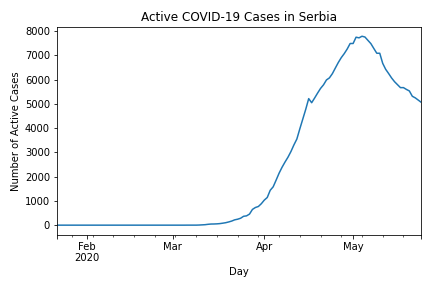 Active COVID-19 Cases in Serbia
8000
7000
6000
5000
4000
3000
2000
1000
0
Number of Active Cases
Feb
2020
Mar
Apr
May
Day